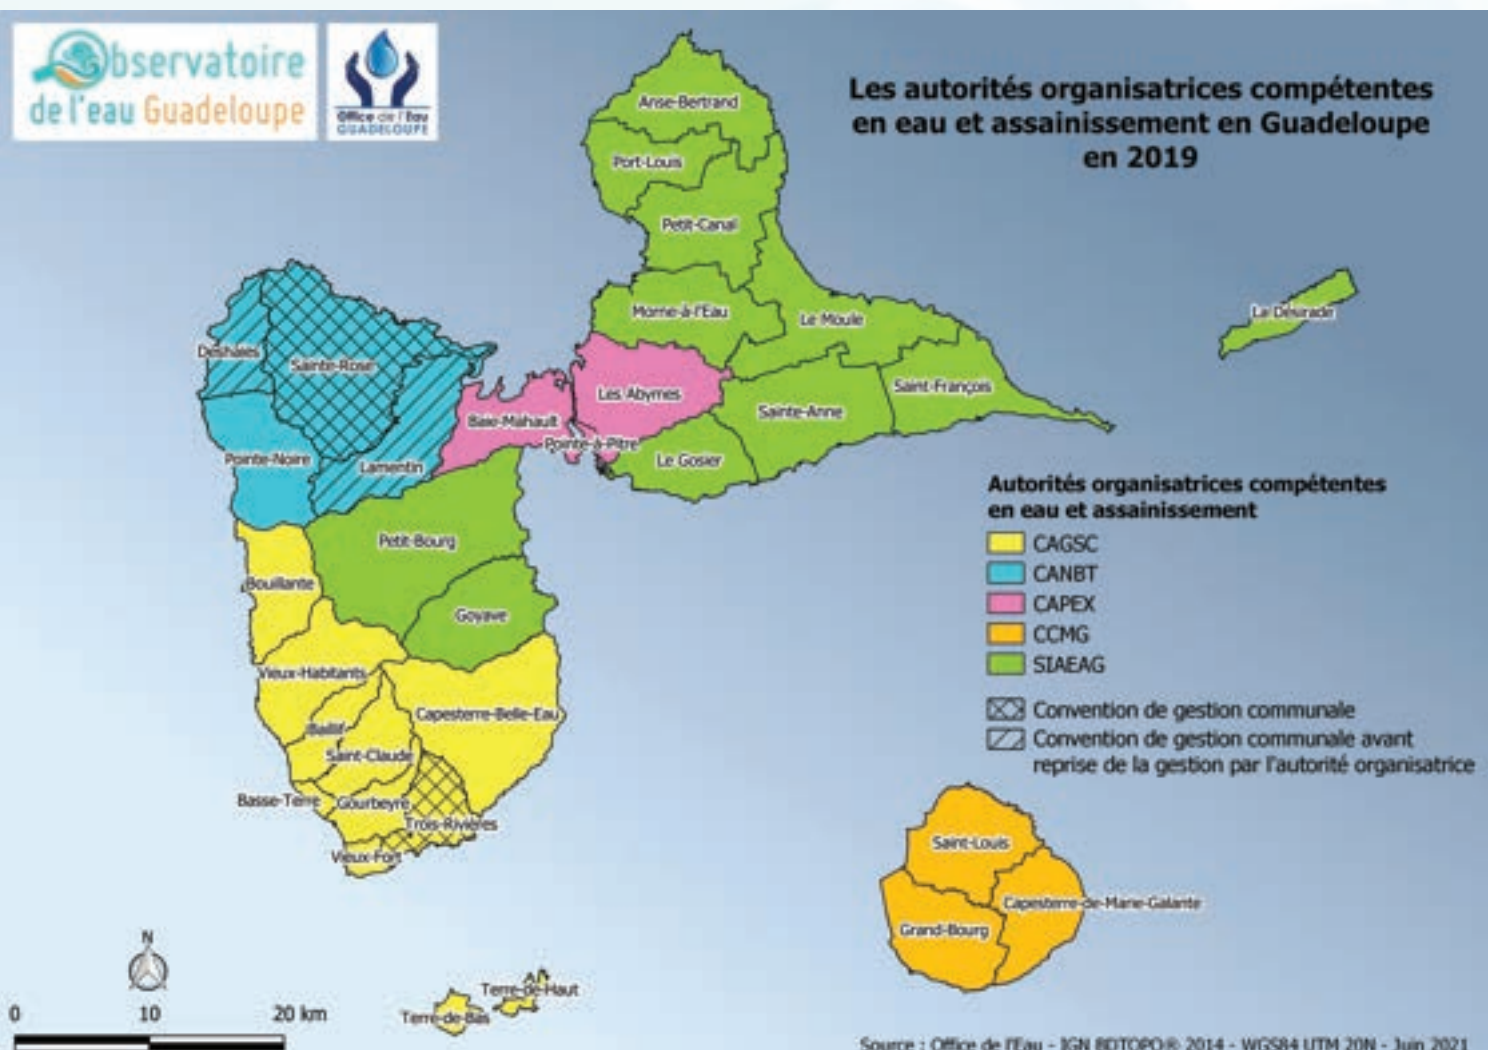 Observatoire
de l'eau Guadeloupe
Office de l'Eau
GUADELOUPE
Les autorités organisatrices compétentes
en eau et assainissement en Guadeloupe
en 2019
Anse-Bertrand
Port-Louis
Petit-Canal
Morne-à-l'Eau
Le Moule
La Désirade
Deshaies
Sainte-Rose
Les Abymes
Saint-François
Baie-Mahault
Sainte-Anne
Pointe-à-Pitre
Pointe-Noire
Lamentin
Le Gosier
Petit-Bourg
Bouillante
Goyave
Vieux-Habitants
Capesterre-Belle-Eau
Baillif
Saint-Claude
Basse-Terre
Gourbeyre
Trois-Rivières
Vieux-Fort
Autorités organisatrices compétentes
en eau et assainissement
CAGSC
CANBT
CAPEX
CCMG
SIAEAG
Convention de gestion communale
Convention de gestion communale avant
reprise de la gestion par l'autorité organisatrice
Saint-Louis
Capesterre-de-Marie-Galante
Grand-Bourg
N
Terre-de-Haut
Terre-de-Bas
0 10 20 km
Source : Office de l'Eau - IGN BDTOPO® 2014 - WGS84 UTM 20N - Juin 2021